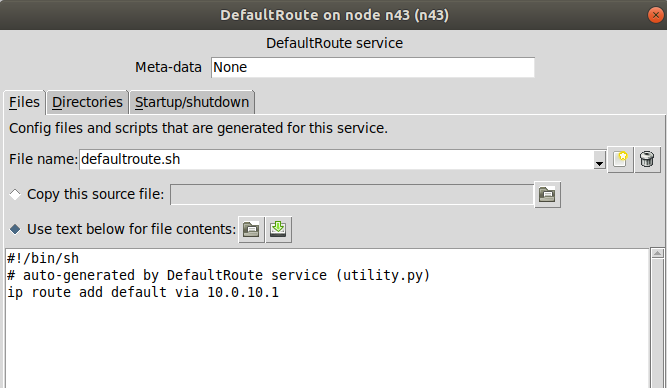 DefaultRoute on node n43 (n43)
DefaultRoute service
Meta-data None
Files Directories Startup/shutdown
Config files and scripts that are generated for this service.
File name: defaultroute.sh
Copy this source file:
Use text below for file contents:
#!/bin/sh
# auto-generated by DefaultRoute service (utility.py)
ip route add default via 10.0.10.1